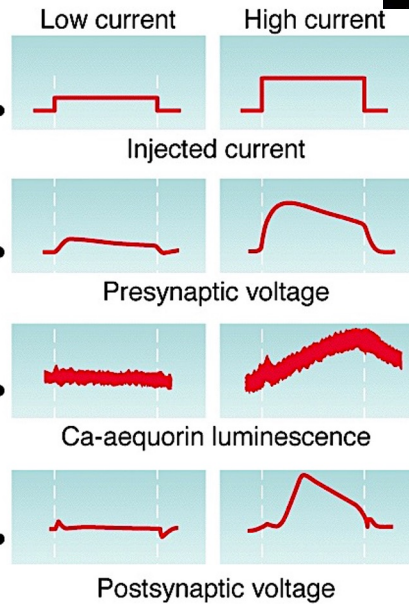 Low current High current
Injected current
Presynaptic voltage
Ca-aequorin luminescence
Postsynaptic voltage